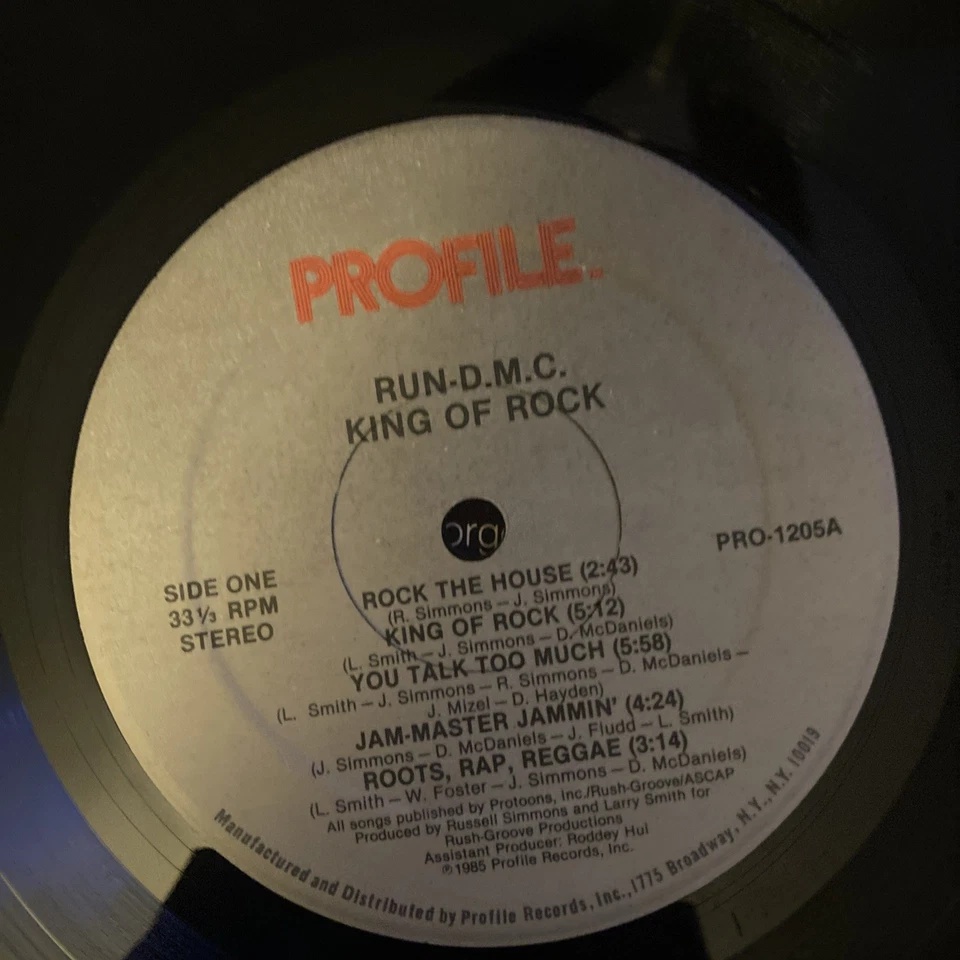 PROFILE.
RUN-D.M.C.
KING OF ROCK
org
PRO-1205A
SIDE ONE
33⅓ RPM
STEREO
ROCK THE HOUSE (2:43)
(R. Simmons – J. Simmons)
KING OF ROCK (5:12)
(L. Smith – J. Simmons – D. McDaniels)
YOU TALK TOO MUCH (5:58)
(L. Smith – J. Simmons – R. Simmons – D. McDaniels –
J. Mizel – D. Hayden)
JAM-MASTER JAMMIN' (4:24)
(J. Simmons – D. McDaniels – J. Fludd – L. Smith)
ROOTS, RAP, REGGAE (3:14)
(L. Smith – W. Foster – J. Simmons – D. McDaniels)
All songs published by Protoons, Inc./Rush-Groove/ASCAP
Produced by Russell Simmons and Larry Smith for
Rush-Groove Productions
Assistant Producer: Roddey Hui
℗1985 Profile Records, Inc.
Manufactured and Distributed by Profile Records, Inc., 1775 Broadway, N.Y., N.Y. 10019